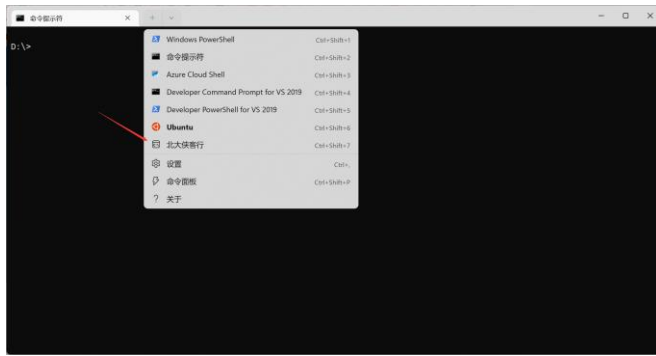 命令提示符
D:\>
Windows PowerShell Ctrl+Shift+1
命令提示符 Ctrl+Shift+2
Azure Cloud Shell Ctrl+Shift+3
Developer Command Prompt for VS 2019 Ctrl+Shift+4
Developer PowerShell for VS 2019 Ctrl+Shift+5
Ubuntu Ctrl+Shift+6
北大侠客行 Ctrl+Shift+7
设置 Ctrl+,
命令面板 Ctrl+Shift+P
关于